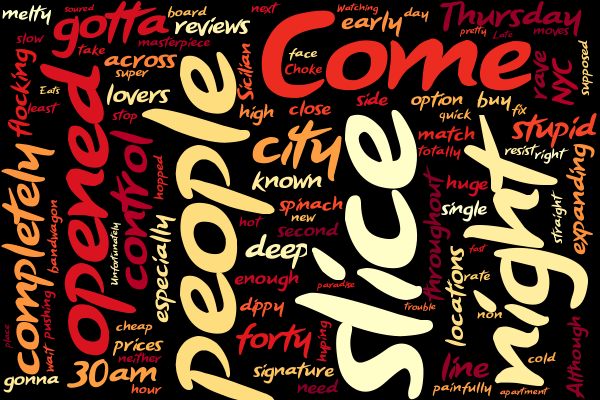 melty
soured
gotta
board
reviews
next
Watching
early
day
Thursday
pretty
Late
moves
slow
take
masterpiece
Come
flocking
across
super
Sicilian
face
Choke
rave
NYC
supposed
Eats
least
lovers
stop
people
high
close
side
option
quick
buy
fix
stupid
opened
control
city
slice
match
totally
resist
right
completely
hopped
known
night
expanding
bandwagon
Unfortunately
especially
spinach
new
second
hot
throughout
huge
single
straight
deep
enough
paradise
locations
fast
rate
place
wait
pushing
cheap
prices
neither
dippy
forty
huping
trouble
non
Although
gonna
30am
hour
signature
need
line
painfully
cold
apartment